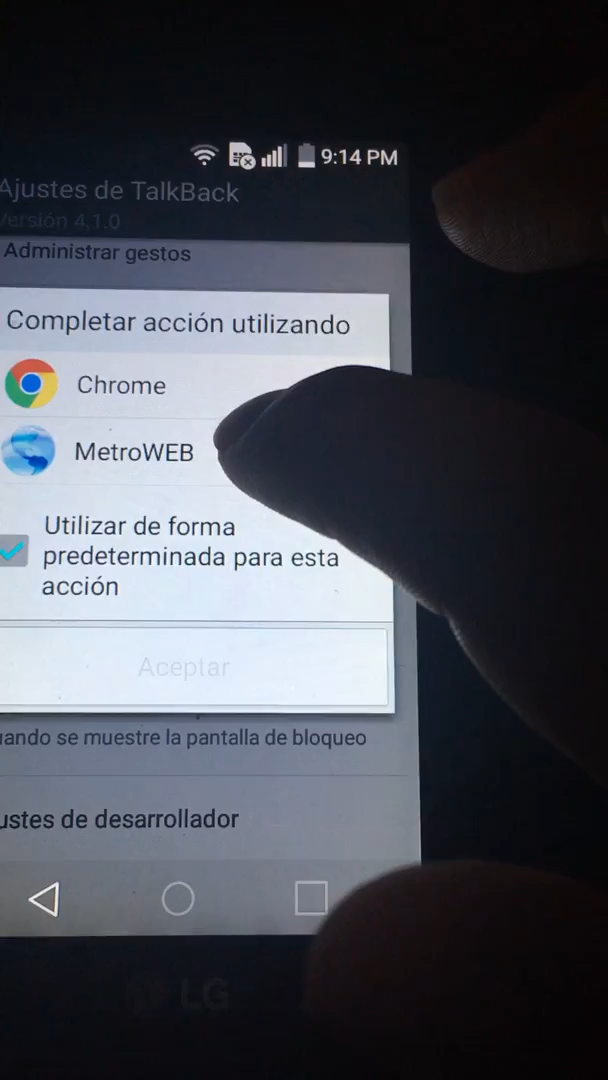 9:14 PM
Ajustes de TalkBack
Versión 4.1.0
Administrar gestos
Completar acción utilizando
Chrome
MetroWEB
Utilizar de forma
predeterminada para esta
acción
Aceptar
uando se muestre la pantalla de bloqueo
ustes de desarrollador
LG